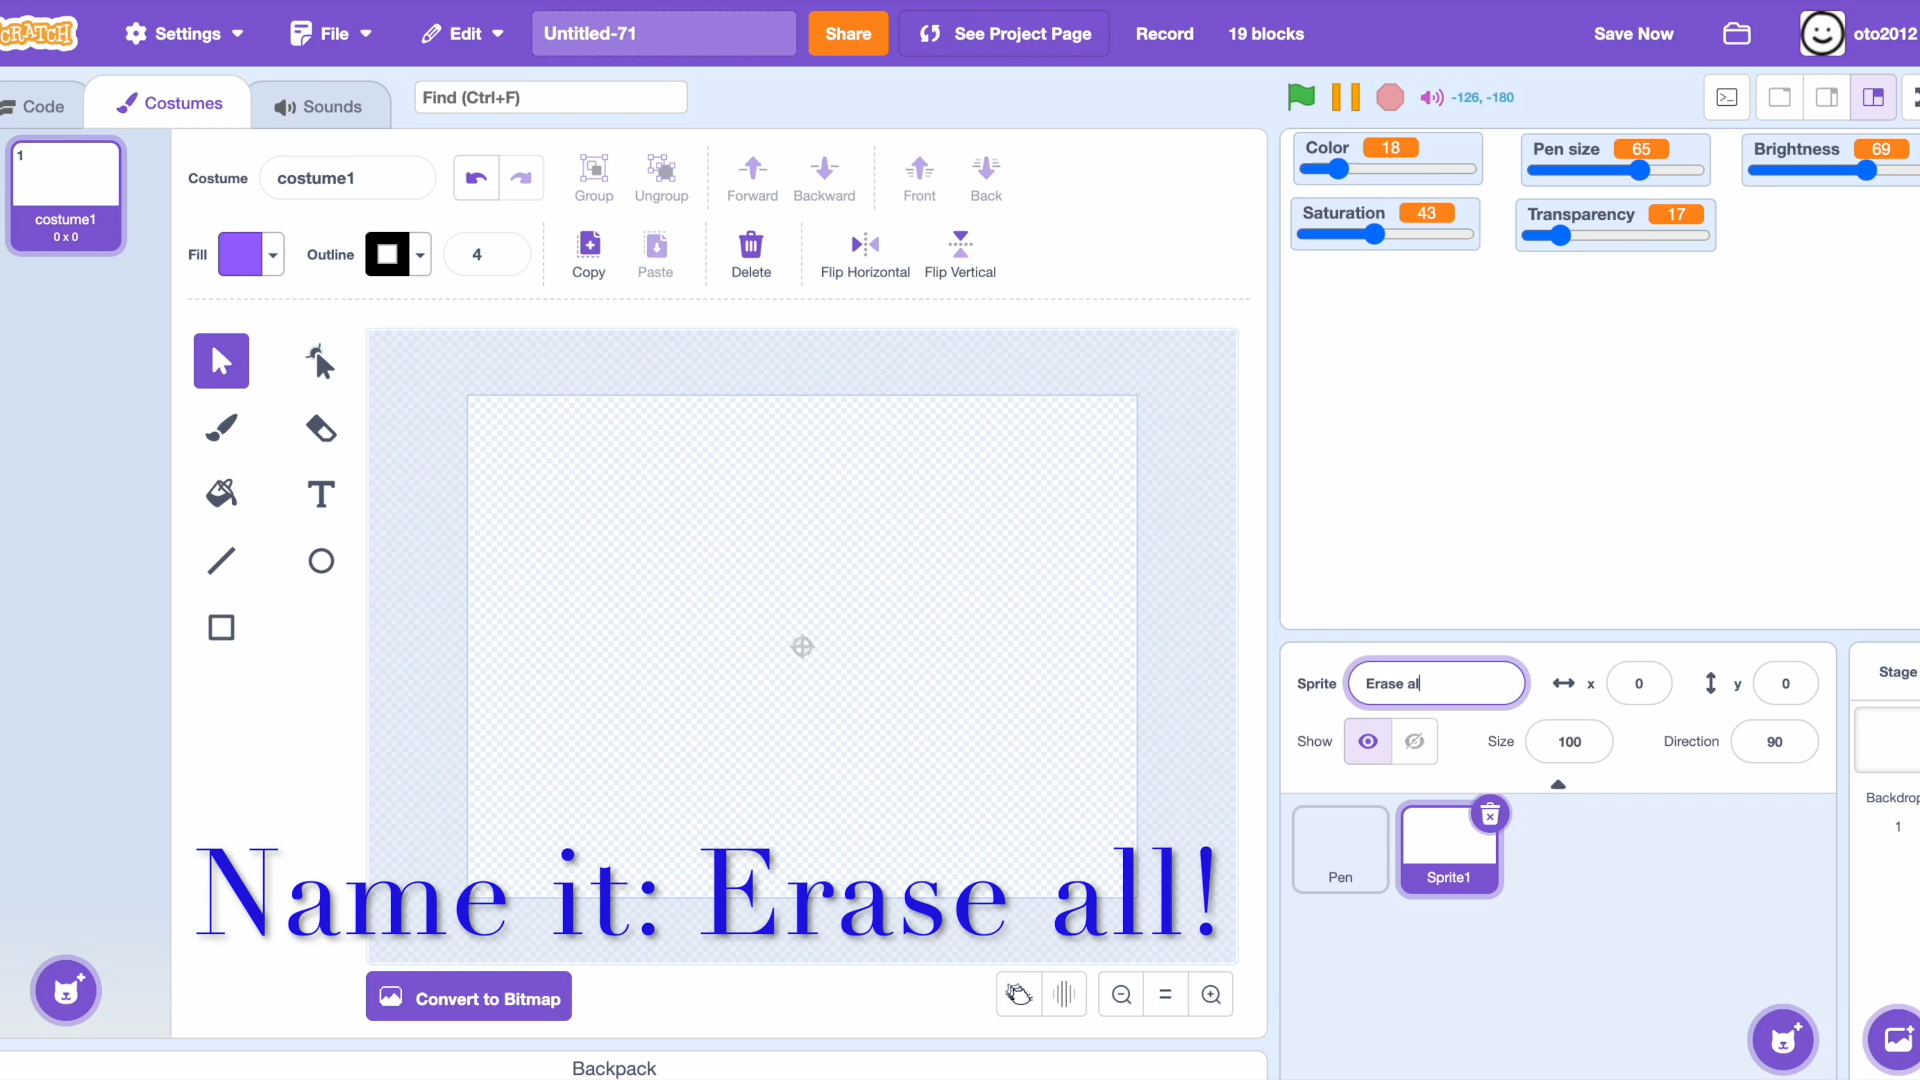 SCRATCH
Settings
File
Edit
Untitled-71
Share
See Project Page
Record
19 blocks
Save Now
oto2012
Code
Costumes
Sounds
Find (Ctrl+F)
-126, -180
1
costume1
0 x 0
Costume
costume1
Group
Ungroup
Forward
Backward
Front
Back
Fill
Outline
4
Copy
Paste
Delete
Flip Horizontal
Flip Vertical
Color 18
Pen size 65
Brightness 69
Saturation 43
Transparency 17
T
Name it: Erase all!
Convert to Bitmap
Backpack
Sprite
Erase al
x
0
y
0
Show
Size
100
Direction
90
Pen
Sprite1
Stage
Backdrop
1